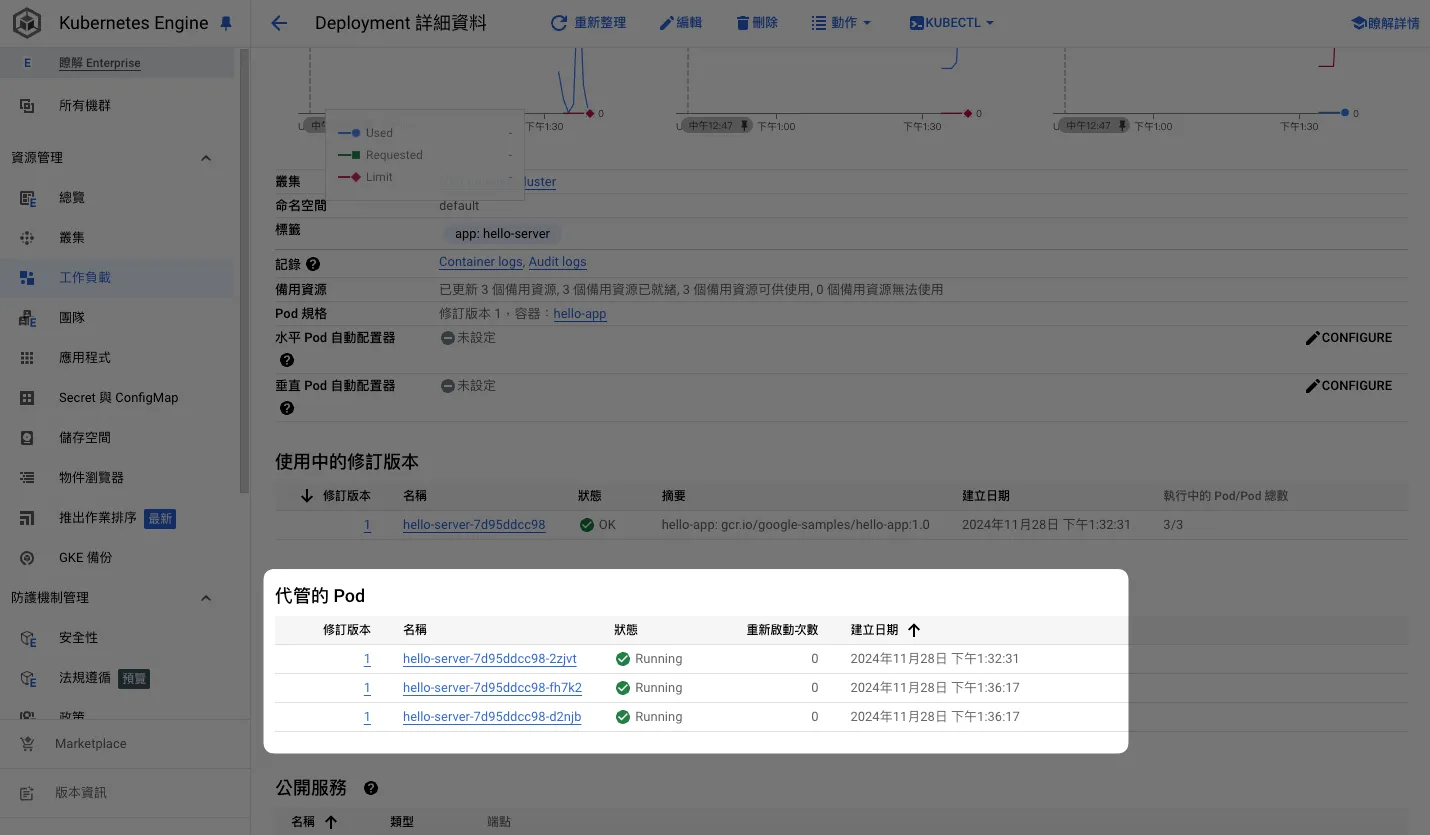 Kubernetes Engine
Deployment 詳細資料
重新整理
編輯
刪除
動作
KUBECTL
瞭解詳情
E 瞭解 Enterprise
所有機群
資源管理
總覽
叢集
工作負載
團隊
應用程式
Secret 與 ConfigMap
儲存空間
物件瀏覽器
推出作業排序 最新
GKE 備份
防護機制管理
安全性
法規遵循 預覽
政策
Marketplace
版本資訊
0
0
0
下午1:30
中午12:47 下午1:00 下午1:30
中午12:47 下午1:00 下午1:30
Used -
Requested -
Limit -
叢集
命名空間 default
標籤 app: hello-server
記錄 Container logs, Audit logs
備用資源 已更新 3 個備用資源, 3 個備用資源已就緒, 3 個備用資源可供使用, 0 個備用資源無法使用
Pod 規格 修訂版本 1，容器：hello-app
水平 Pod 自動配置器 未設定 CONFIGURE
垂直 Pod 自動配置器 未設定 CONFIGURE
使用中的修訂版本
修訂版本 名稱 狀態 摘要 建立日期 執行中的 Pod/Pod 總數
1 hello-server-7d95ddcc98 OK hello-app: gcr.io/google-samples/hello-app:1.0 2024年11月28日 下午1:32:31 3/3
代管的 Pod
修訂版本 名稱 狀態 重新啟動次數 建立日期
1 hello-server-7d95ddcc98-2zjvt Running 0 2024年11月28日 下午1:32:31
1 hello-server-7d95ddcc98-fh7k2 Running 0 2024年11月28日 下午1:36:17
1 hello-server-7d95ddcc98-d2njb Running 0 2024年11月28日 下午1:36:17
公開服務
名稱 類型 端點